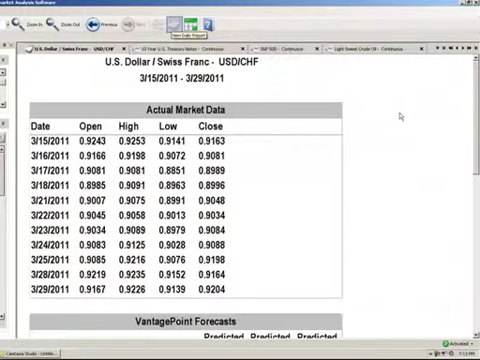 Market Analysis Software
Zoom In Zoom Out Previous Next
View Daily Report
U.S. Dollar / Swiss Franc - USD/CHF 10 Year U.S. Treasury Notes - Continuous S&P 500 - Continuous Light Sweet Crude Oil - Continuous
U.S. Dollar / Swiss Franc - USD/CHF
3/15/2011 - 3/29/2011
Actual Market Data
Date Open High Low Close
3/15/2011 0.9243 0.9253 0.9141 0.9163
3/16/2011 0.9166 0.9198 0.9072 0.9081
3/17/2011 0.9081 0.9081 0.8851 0.8989
3/18/2011 0.8985 0.9091 0.8963 0.8996
3/21/2011 0.9007 0.9075 0.8991 0.9048
3/22/2011 0.9045 0.9058 0.9013 0.9034
3/23/2011 0.9034 0.9089 0.8979 0.9084
3/24/2011 0.9083 0.9125 0.9028 0.9088
3/25/2011 0.9085 0.9216 0.9076 0.9198
3/28/2011 0.9219 0.9235 0.9152 0.9164
3/29/2011 0.9167 0.9226 0.9139 0.9204
VantagePoint Forecasts
Predicted Predicted Predicted
Activated
Camtasia Studio - Untitle...
7:13 PM